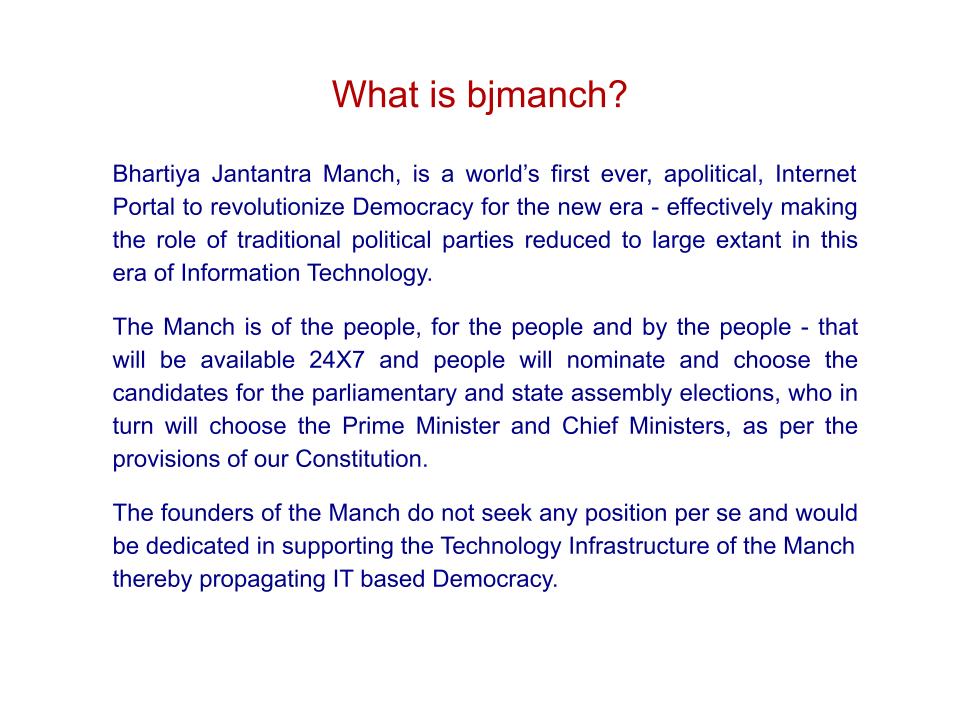 What is bjmanch?
Bhartiya Jantantra Manch, is a world’s first ever, apolitical, Internet
Portal to revolutionize Democracy for the new era - effectively making
the role of traditional political parties reduced to large extant in this
era of Information Technology.
The Manch is of the people, for the people and by the people - that
will be available 24X7 and people will nominate and choose the
candidates for the parliamentary and state assembly elections, who in
turn will choose the Prime Minister and Chief Ministers, as per the
provisions of our Constitution.
The founders of the Manch do not seek any position per se and would
be dedicated in supporting the Technology Infrastructure of the Manch
thereby propagating IT based Democracy.